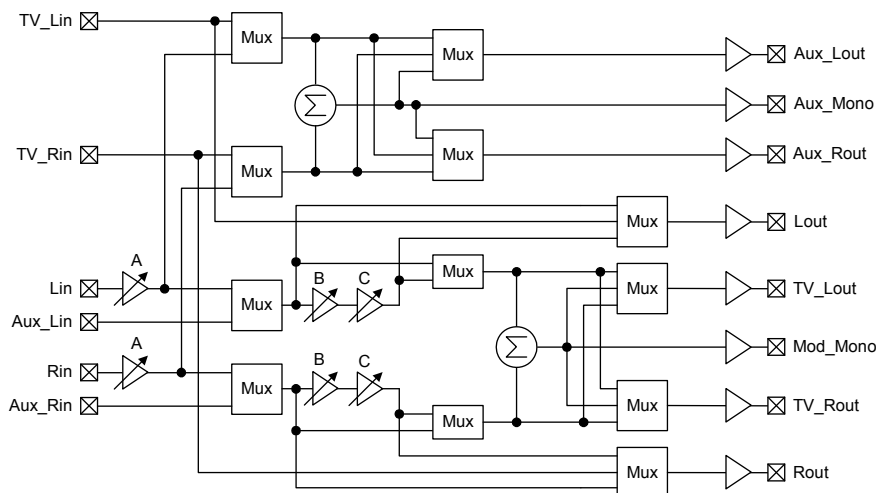 TV_Lin
Mux
Mux
Aux_Lout
Σ
Aux_Mono
TV_Rin
Mux
Mux
Aux_Rout
Mux
Lout
A
Lin
Mux
B
C
Mux
Mux
TV_Lout
Aux_Lin
Σ
Mod_Mono
A
Rin
Mux
B
C
Mux
Mux
TV_Rout
Aux_Rin
Mux
Rout